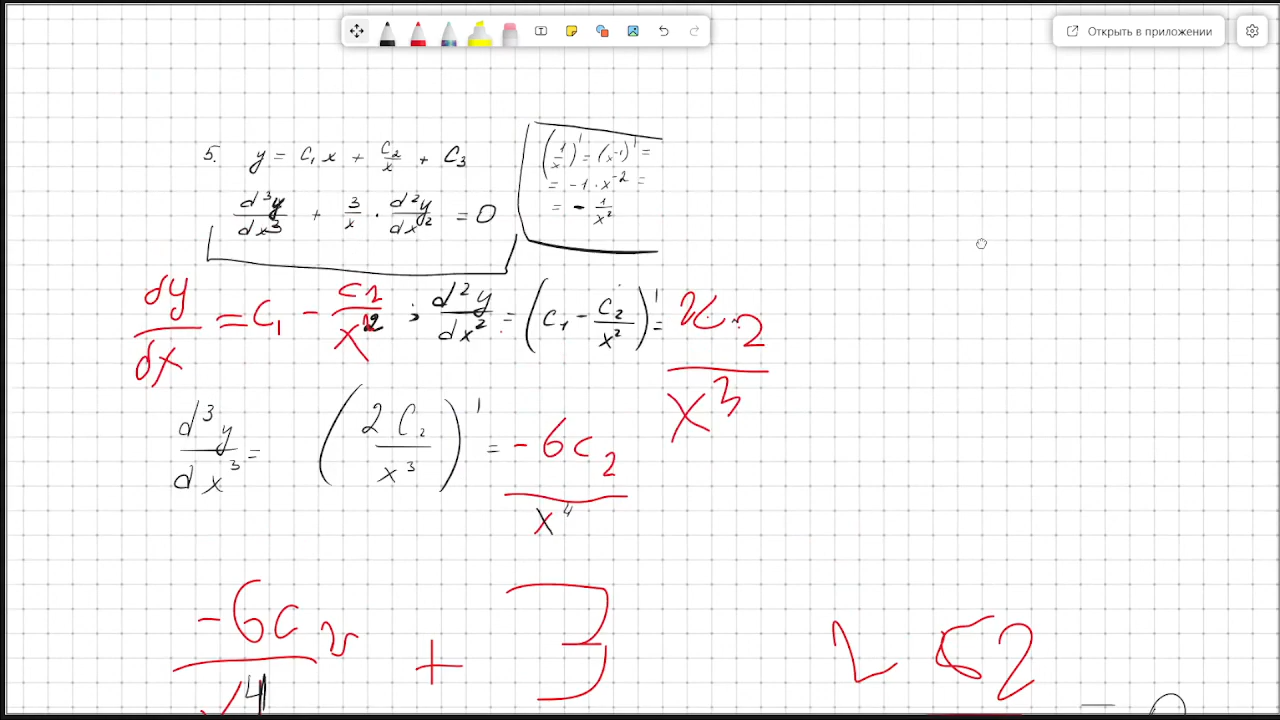 Открыть в приложении
5. y = C₁x + C₂/x + C₃
(1/x)' = (x⁻¹)' =
= -1 · x⁻² =
= - 1/x²
d³y/dx³ + 3/x · d²y/dx² = 0
dy/dx = C₁ - C₂/x² ; d²y/dx² = (C₁ - C₂/x²)' = 2C₂/x³
d³y/dx³ = (2C₂/x³)' = -6C₂/x⁴
-6C₂/x⁴ + 3